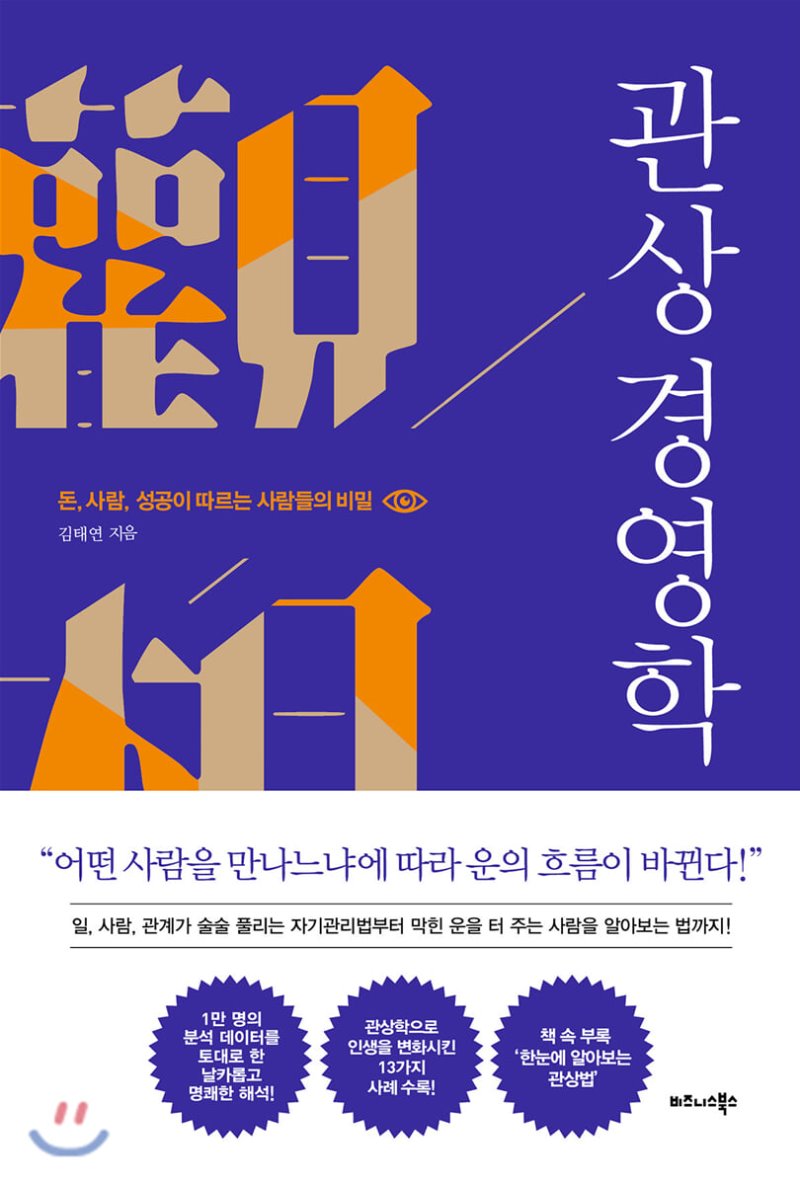 관상경영학
觀
相
돈, 사람, 성공이 따르는 사람들의 비밀
김태연 지음
“어떤 사람을 만나느냐에 따라 운의 흐름이 바뀐다!”
일, 사람, 관계가 술술 풀리는 자기관리법부터 막힌 운을 터 주는 사람을 알아보는 법까지!
1만 명의
분석 데이터를
토대로 한
날카롭고
명쾌한 해석!
관상학으로
인생을 변화시킨
13가지
사례 수록!
책 속 부록
‘한눈에 알아보는
관상법’
비즈니스북스